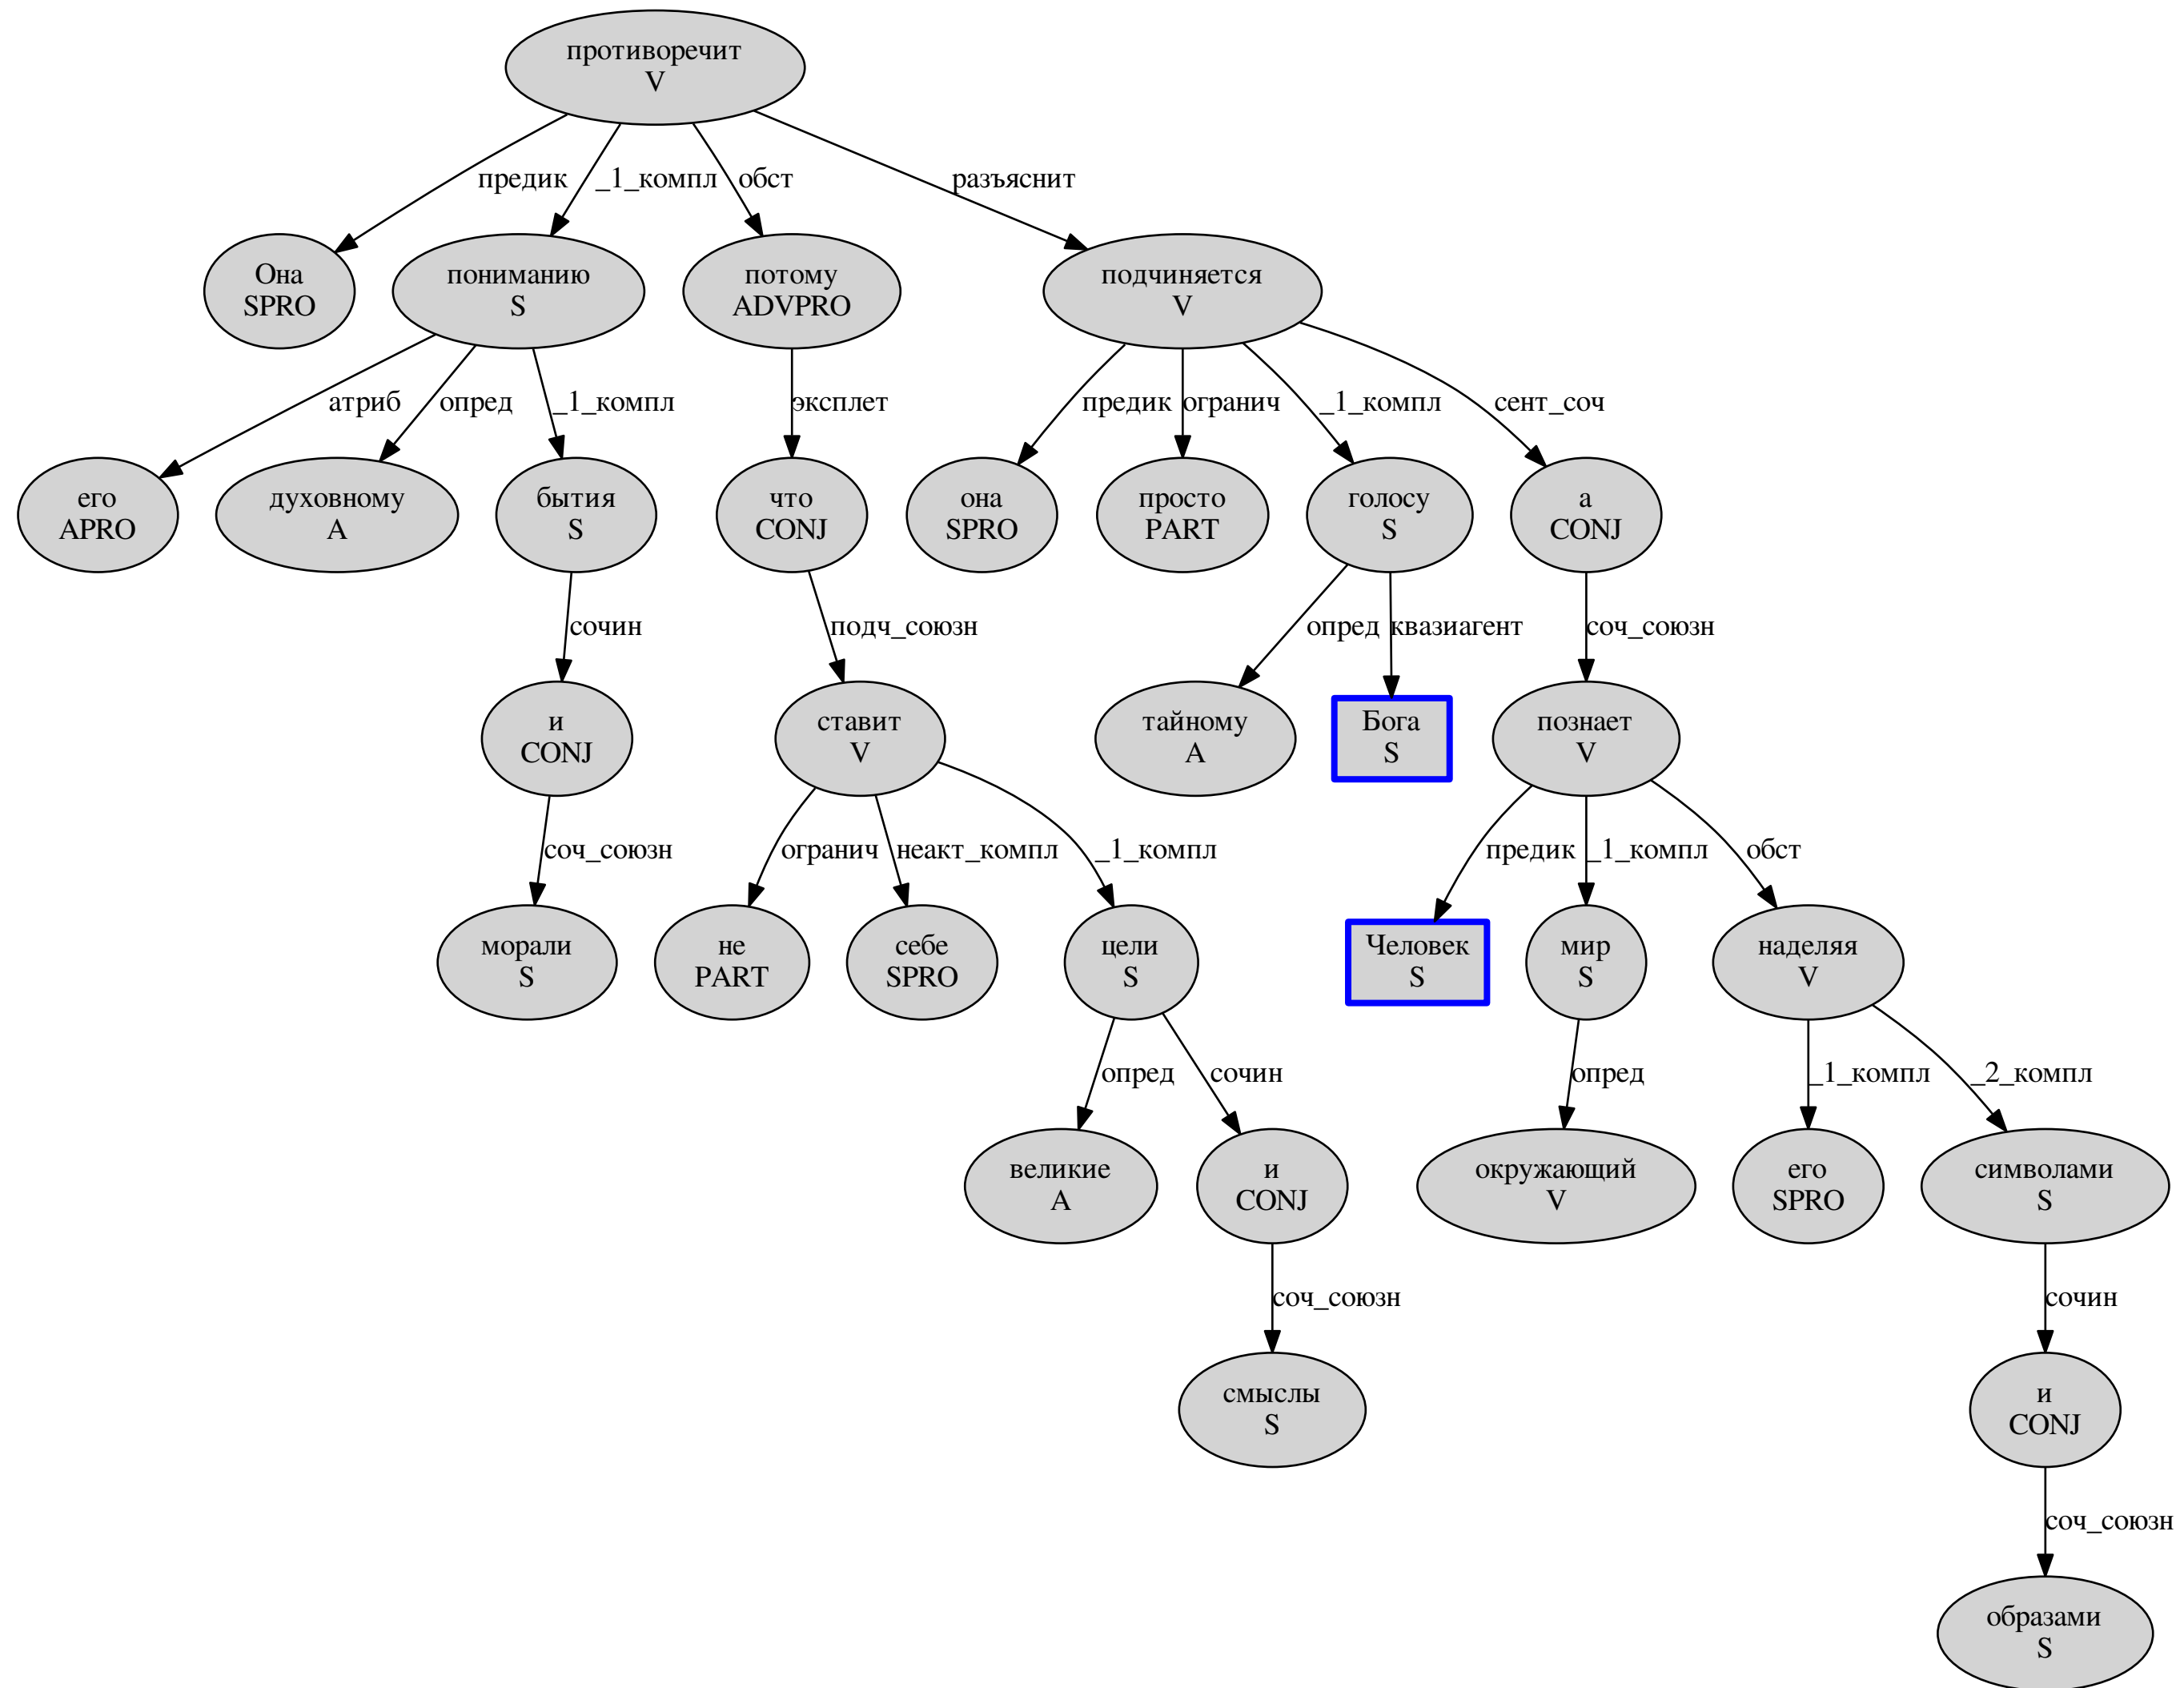 противоречит
V
предик
_1_компл
обст
разъяснит
Она
SPRO
пониманию
S
потому
ADVPRO
подчиняется
V
атриб
опред
_1_компл
эксплет
предик
огранич
_1_компл
сент_соч
его
APRO
духовному
A
бытия
S
что
CONJ
она
SPRO
просто
PART
голосу
S
а
CONJ
сочин
подч_союзн
опред
квазиагент
соч_союзн
и
CONJ
ставит
V
тайному
A
Бога
S
познает
V
соч_союзн
огранич
неакт_компл
_1_компл
предик
_1_компл
обст
морали
S
не
PART
себе
SPRO
цели
S
Человек
S
мир
S
наделяя
V
опред
сочин
опред
_1_компл
_2_компл
великие
A
и
CONJ
окружающий
V
его
SPRO
символами
S
соч_союзн
сочин
смыслы
S
и
CONJ
соч_союзн
образами
S